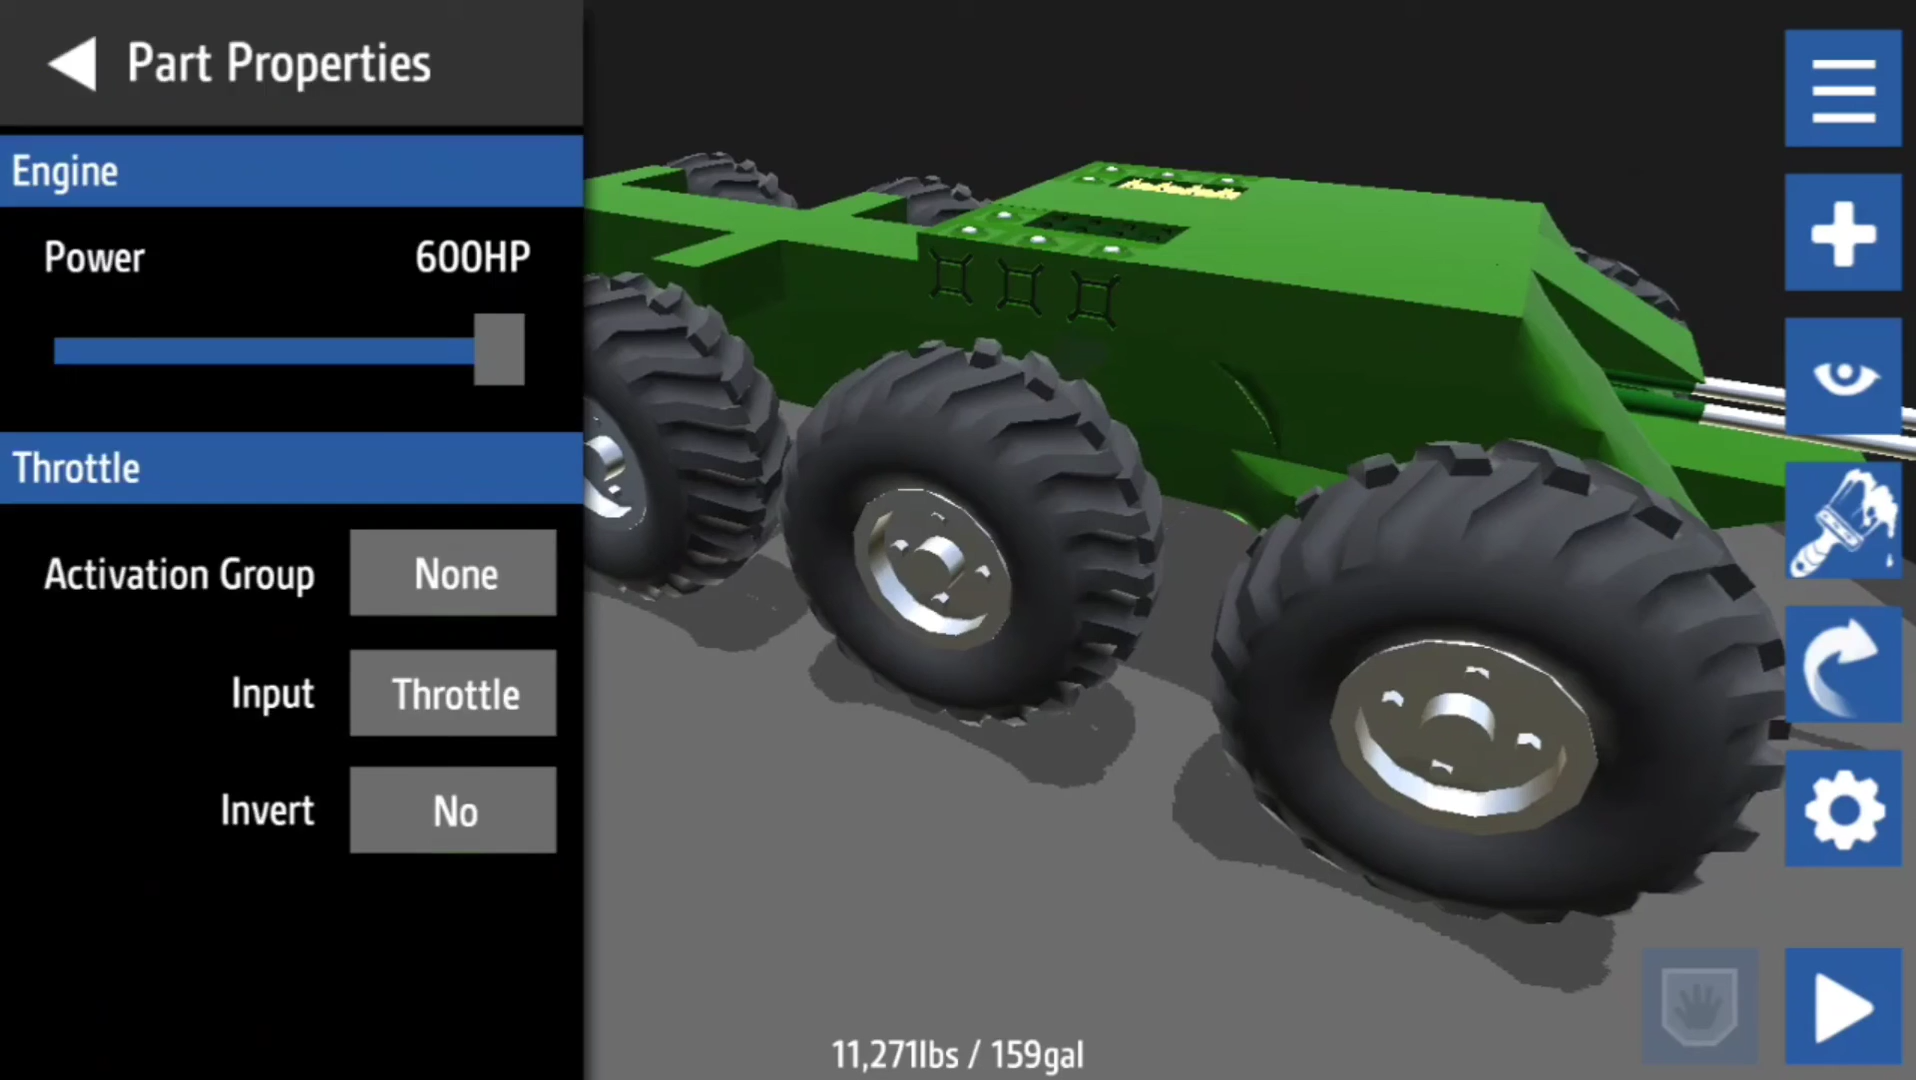 Part Properties
Engine
Power 600HP
Throttle
Activation Group None
Input Throttle
Invert No
11,271lbs / 159gal